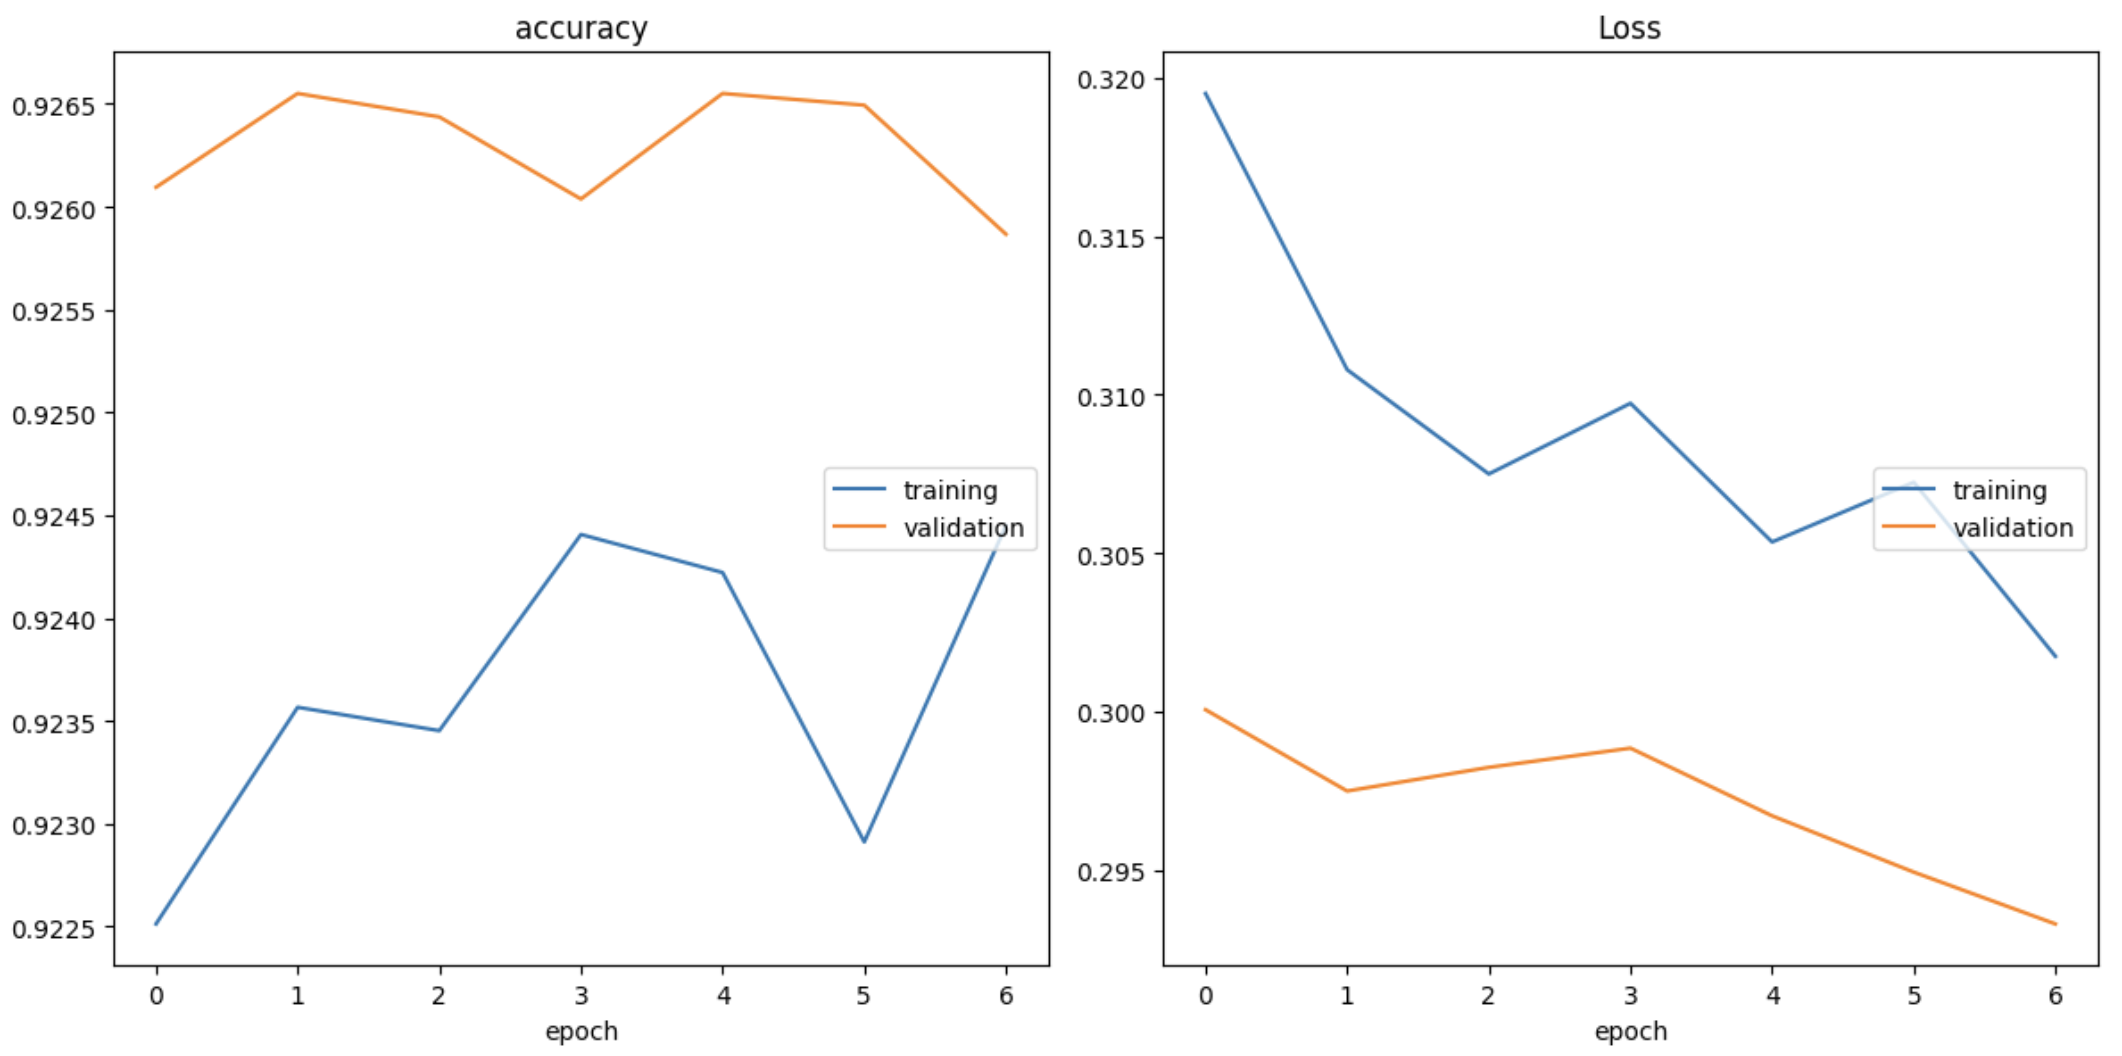 accuracy
0.9265
0.9260
0.9255
0.9250
0.9245
0.9240
0.9235
0.9230
0.9225
training
validation
0 1 2 3 4 5 6
epoch
Loss
0.320
0.315
0.310
0.305
0.300
0.295
training
validation
0 1 2 3 4 5 6
epoch